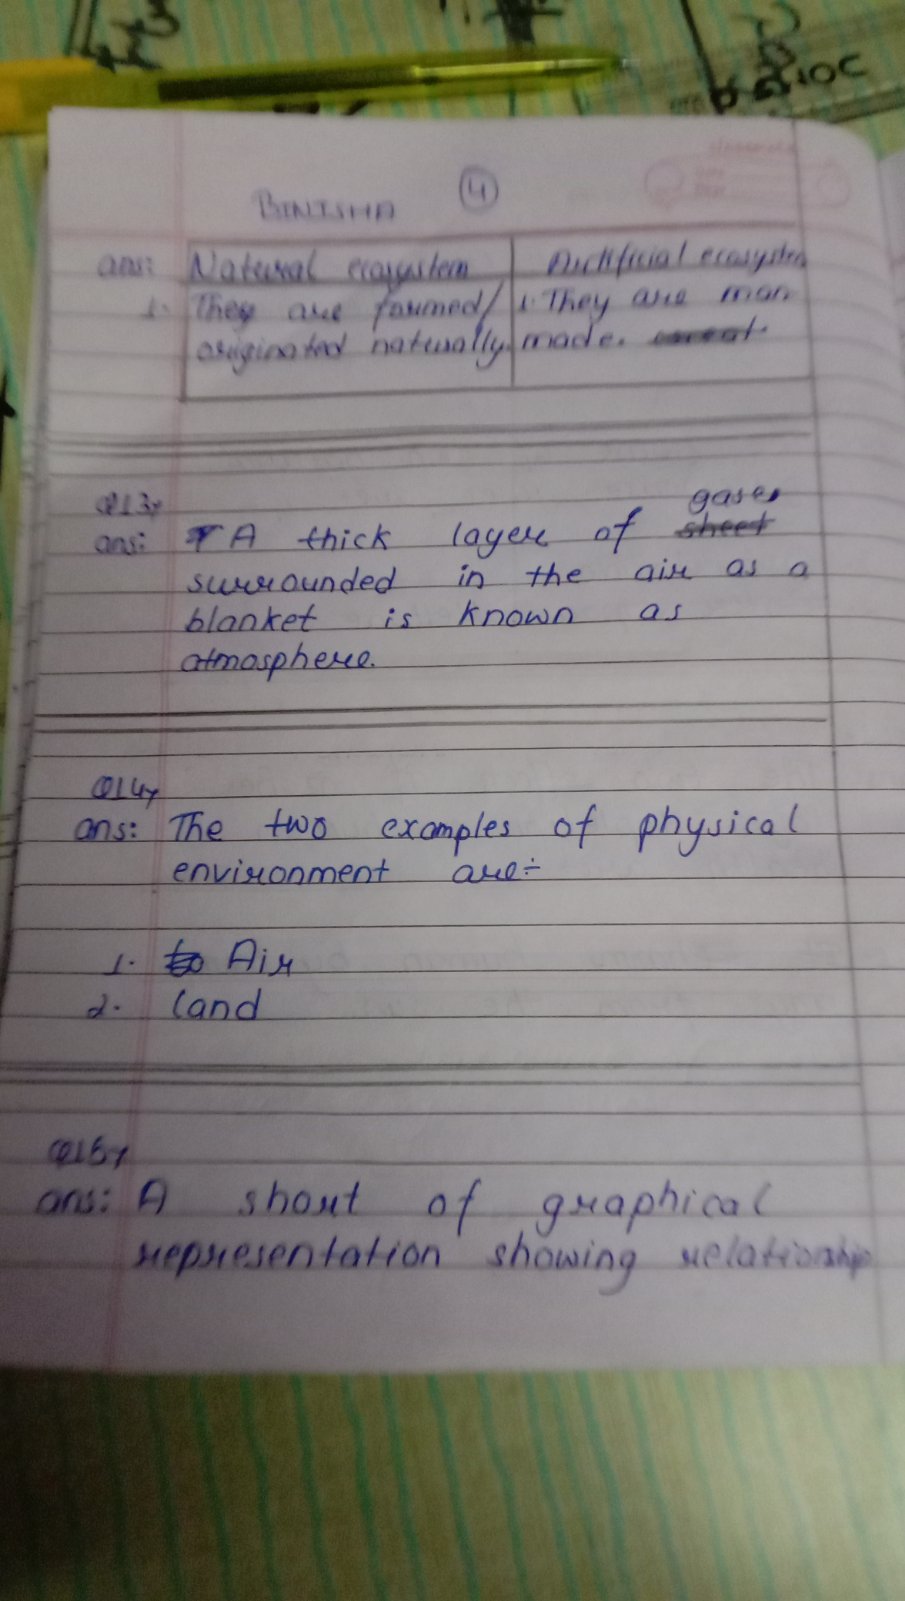 BINISHA 4
ans: Natural ecosystem Artificial ecosystem
1. They are formed/ 1. They are man
originated naturally. made.
Q13>
gases
ans: A thick layer of sheet
surrounded in the air as a
blanket is known as
atmosphere.
Q14>
ans: The two examples of physical
environment are:-
1. to Air
2. Land
Q15>
ans: A short of graphical
representation showing relationship